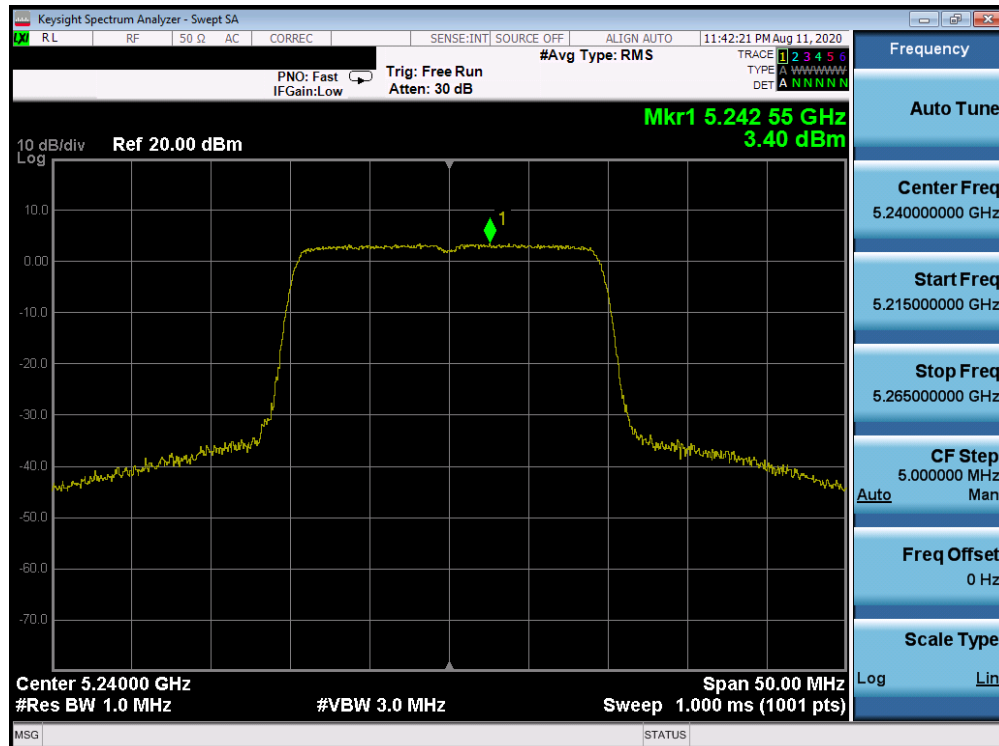 Keysight Spectrum Analyzer - Swept SA
LXI RL RF 50 Ω AC CORREC SENSE:INT SOURCE OFF ALIGN AUTO 11:42:21 PM Aug 11, 2020
#Avg Type: RMS
PNO: Fast
IFGain:Low
Trig: Free Run
Atten: 30 dB
TRACE 1 2 3 4 5 6
TYPE A WWWWW
DET A N N N N N
Mkr1 5.242 55 GHz
3.40 dBm
10 dB/div
Log
Ref 20.00 dBm
1
10.0
0.00
-10.0
-20.0
-30.0
-40.0
-50.0
-60.0
-70.0
Center 5.24000 GHz
Span 50.00 MHz
#Res BW 1.0 MHz
#VBW 3.0 MHz
Sweep 1.000 ms (1001 pts)
MSG
STATUS
Frequency
Auto Tune
Center Freq
5.240000000 GHz
Start Freq
5.215000000 GHz
Stop Freq
5.265000000 GHz
CF Step
5.000000 MHz
Auto Man
Freq Offset
0 Hz
Scale Type
Log Lin